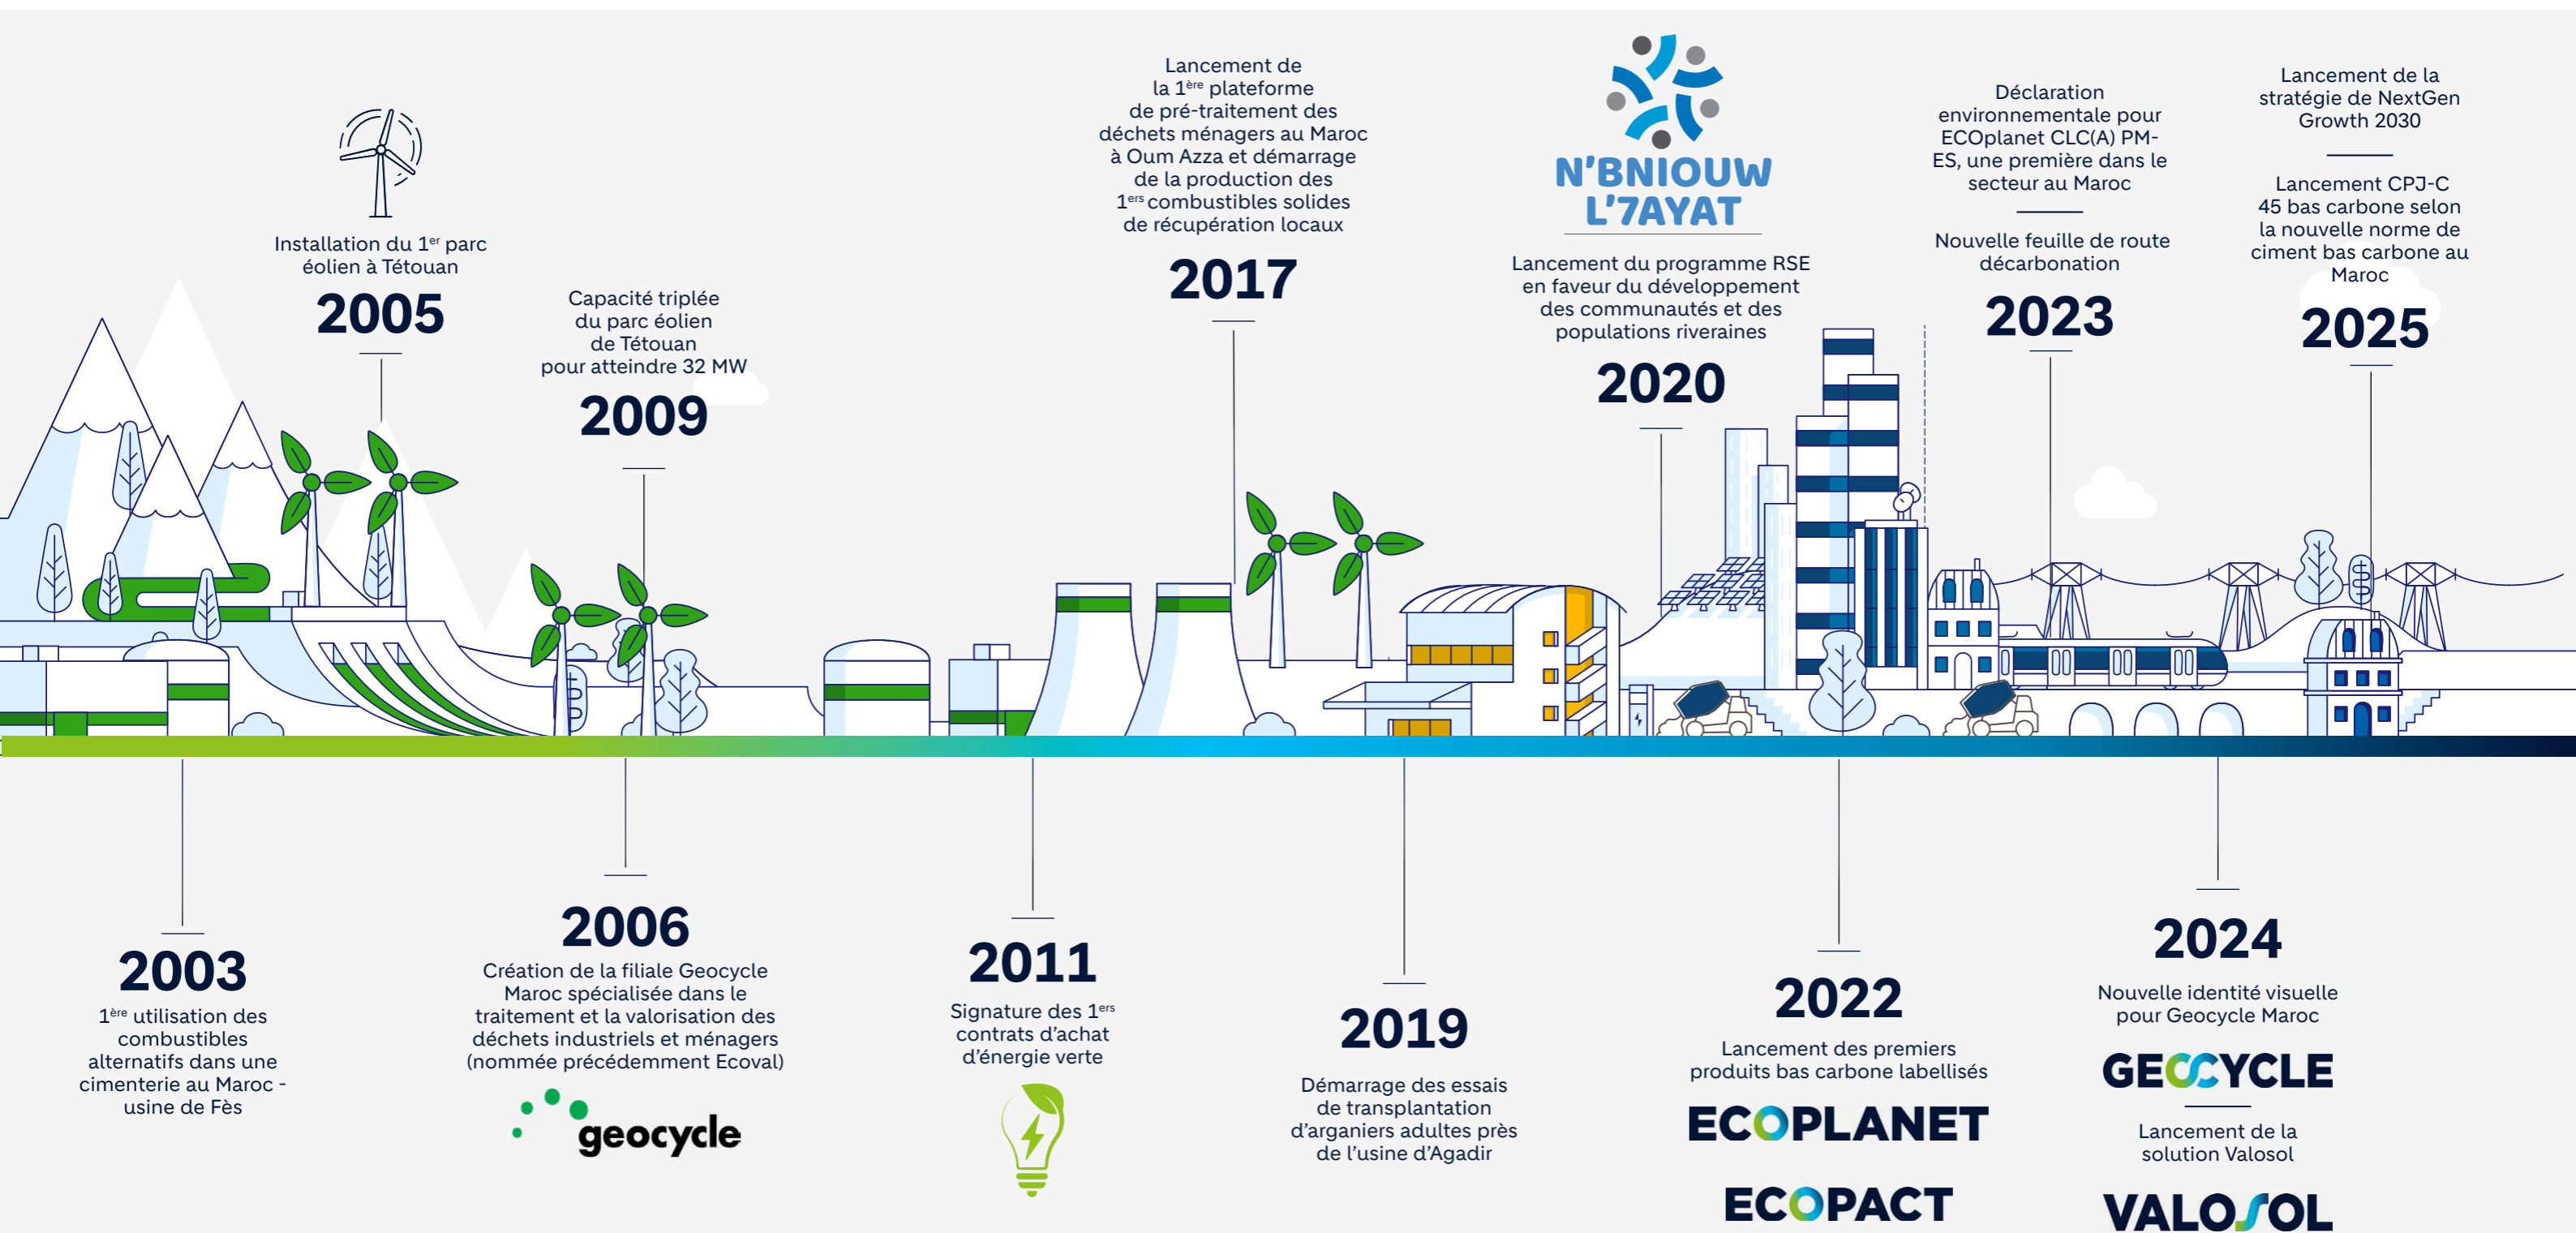 Installation du 1er parc
éolien à Tétouan
2005
Capacité triplée
du parc éolien
de Tétouan
pour atteindre 32 MW
2009
Lancement de
la 1ère plateforme
de pré-traitement des
déchets ménagers au Maroc
à Oum Azza et démarrage
de la production des
1ers combustibles solides
de récupération locaux
2017
N'BNIOUW
L'7AYAT
Lancement du programme RSE
en faveur du développement
des communautés et des
populations riveraines
2020
Déclaration
environnementale pour
ECOplanet CLC(A) PM-
ES, une première dans le
secteur au Maroc
Nouvelle feuille de route
décarbonation
2023
Lancement de la
stratégie de NextGen
Growth 2030
Lancement CPJ-C
45 bas carbone selon
la nouvelle norme de
ciment bas carbone au
Maroc
2025
2003
1ère utilisation des
combustibles
alternatifs dans une
cimenterie au Maroc -
usine de Fès
2006
Création de la filiale Geocycle
Maroc spécialisée dans le
traitement et la valorisation des
déchets industriels et ménagers
(nommée précédemment Ecoval)
geocycle
2011
Signature des 1ers
contrats d'achat
d'énergie verte
2019
Démarrage des essais
de transplantation
d'arganiers adultes près
de l'usine d'Agadir
2022
Lancement des premiers
produits bas carbone labellisés
ECOPLANET
ECOPACT
2024
Nouvelle identité visuelle
pour Geocycle Maroc
GEOCYCLE
Lancement de la
solution Valosol
VALOSOL